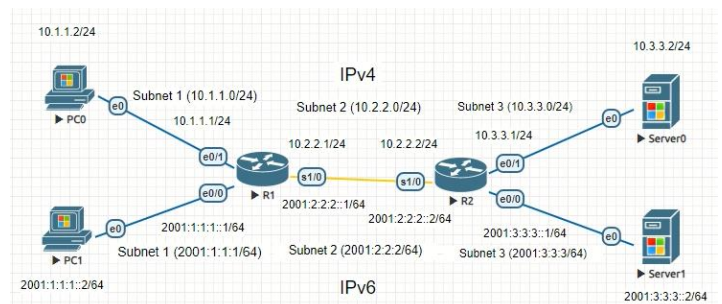 10.1.1.2/24
10.3.3.2/24
IPv4
e0
Subnet 1 (10.1.1.0/24)
Subnet 2 (10.2.2.0/24)
Subnet 3 (10.3.3.0/24)
e0
PC0
10.1.1.1/24
Server0
10.2.2.1/24
10.2.2.2/24
10.3.3.1/24
e0/1
e0/1
s1/0
s1/0
e0/0
R1
R2
e0/0
2001:2:2:2::1/64
2001:2:2:2::2/64
e0
2001:1:1:1::1/64
2001:3:3:3::1/64
e0
PC1
Subnet 1 (2001:1:1:1/64)
Subnet 2 (2001:2:2:2/64)
Subnet 3 (2001:3:3:3/64)
Server1
2001:1:1:1::2/64
IPv6
2001:3:3:3::2/64